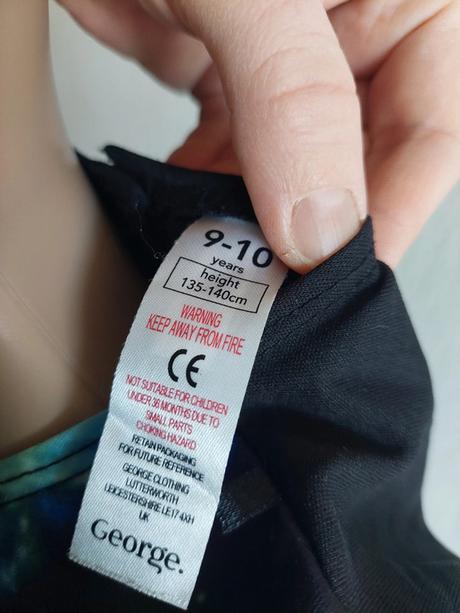 9-10
years
height
135-140cm
WARNING
KEEP AWAY FROM FIRE
CE
NOT SUITABLE FOR CHILDREN
UNDER 36 MONTHS DUE TO
SMALL PARTS
CHOKING HAZARD
RETAIN PACKAGING
FOR FUTURE REFERENCE
GEORGE CLOTHING
LUTTERWORTH
LEICESTERSHIRE LE17 4XH
UK
George.